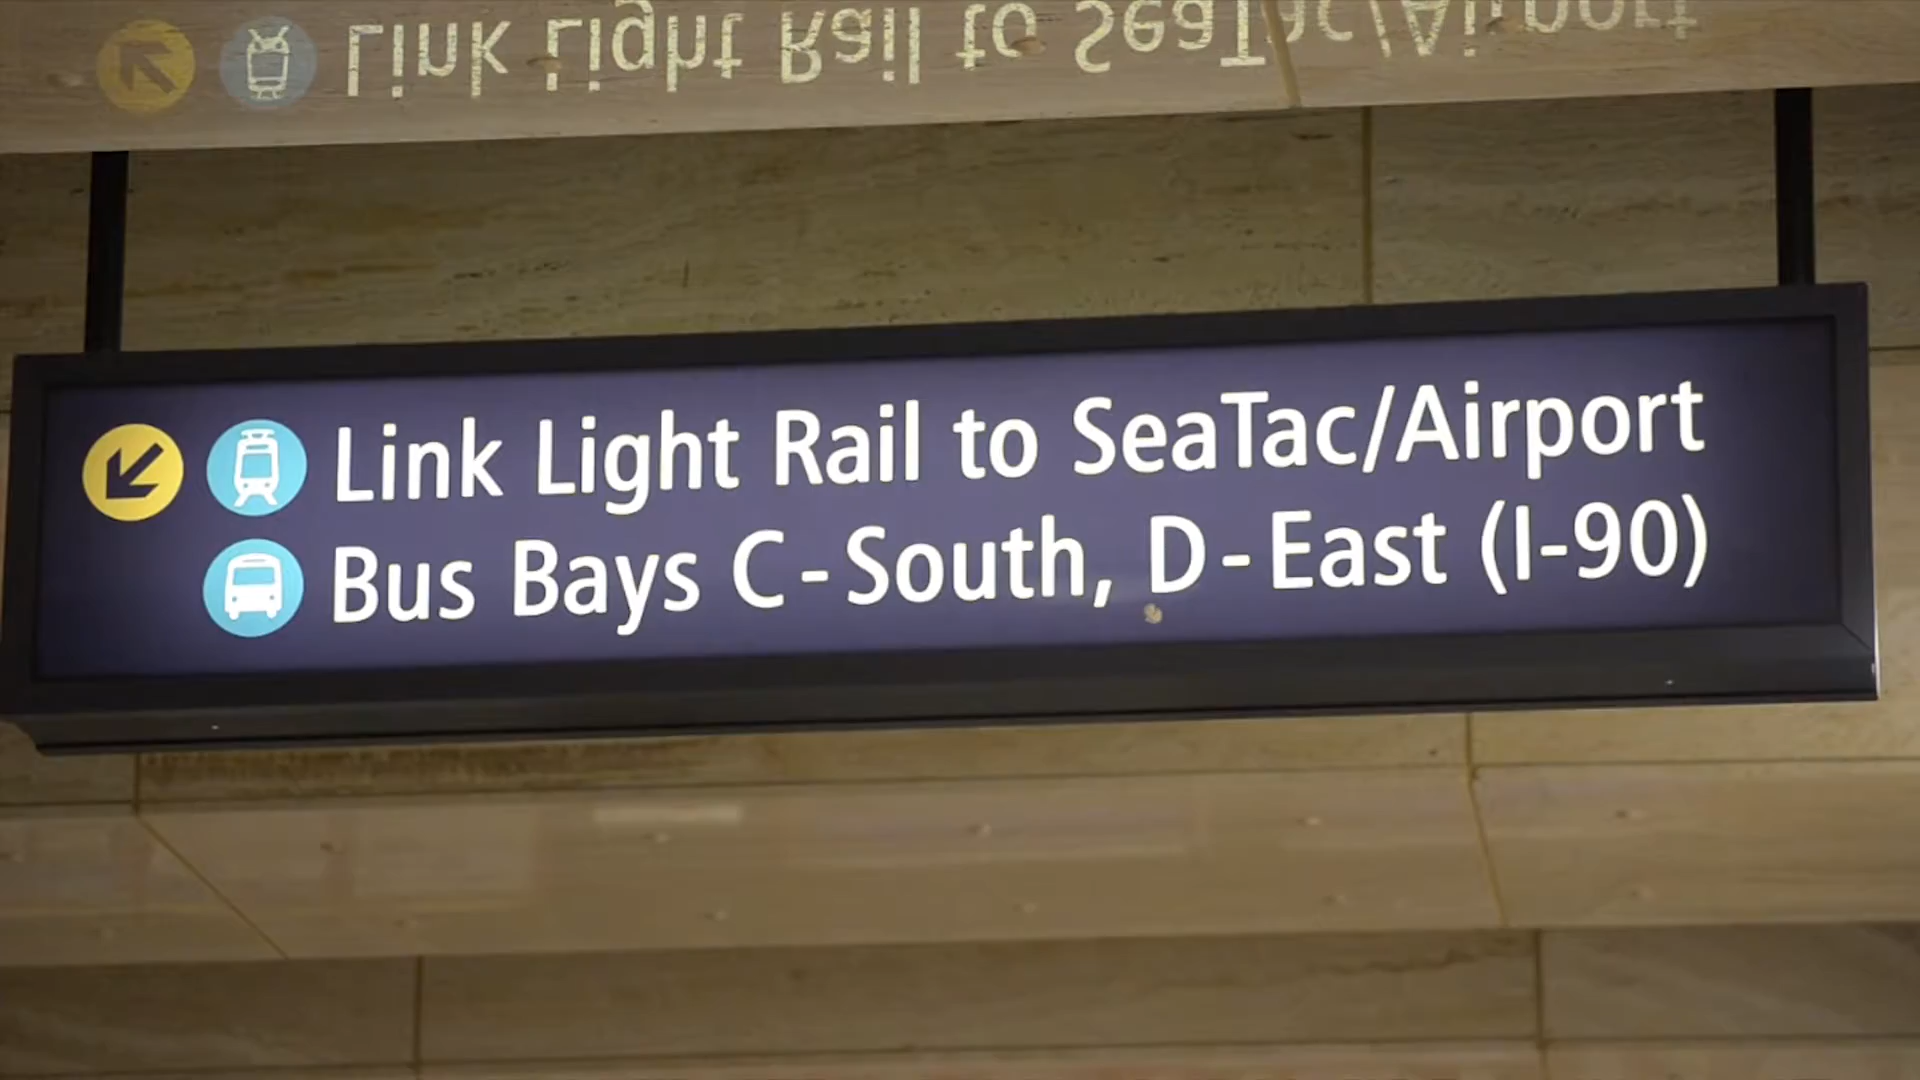 Link Light Rail to SeaTac/Airport
Link Light Rail to SeaTac/Airport
Bus Bays C - South, D - East (I-90)